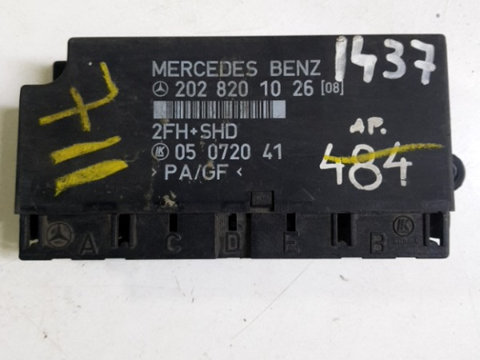 MERCEDES BENZ
202 820 10 26 [08]
2FH+SHD
05 0720 41
>PA/GF<
1437
AP.
484
A C D E B